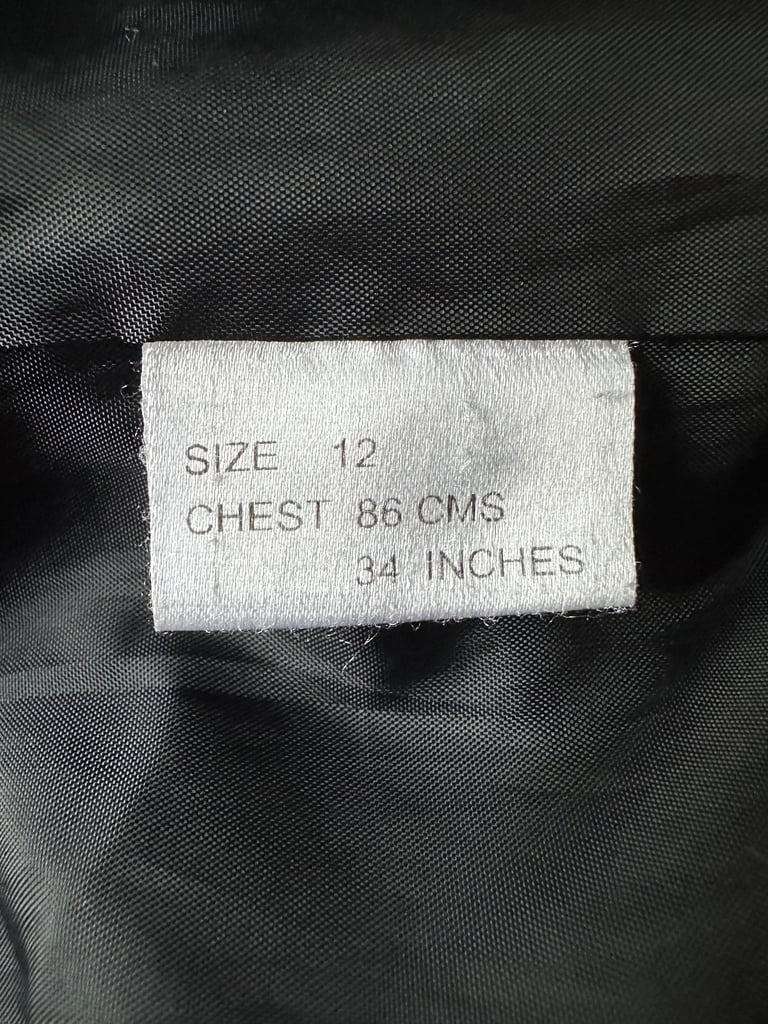 SIZE 12
CHEST 86 CMS
34 INCHES